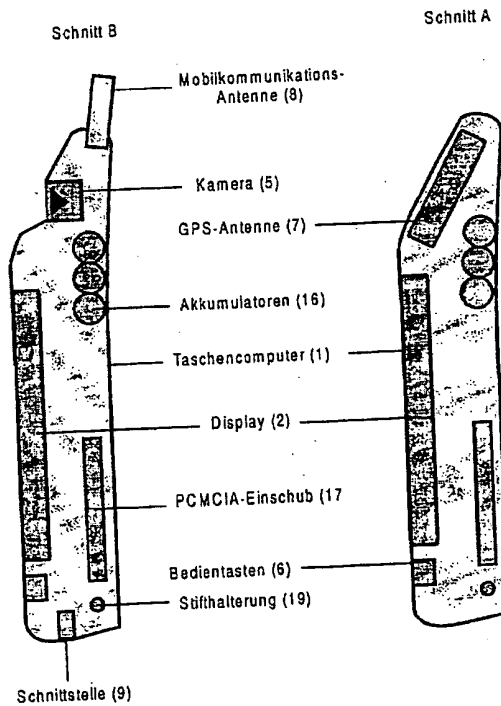 Schnitt B
Schnitt A
Mobilkommunikations-
Antenne (8)
Kamera (5)
GPS-Antenne (7)
Akkumulatoren (16)
Taschencomputer (1)
Display (2)
PCMCIA-Einschub (17
Bedientasten (6)
Stifthalterung (19)
Schnittstelle (9)